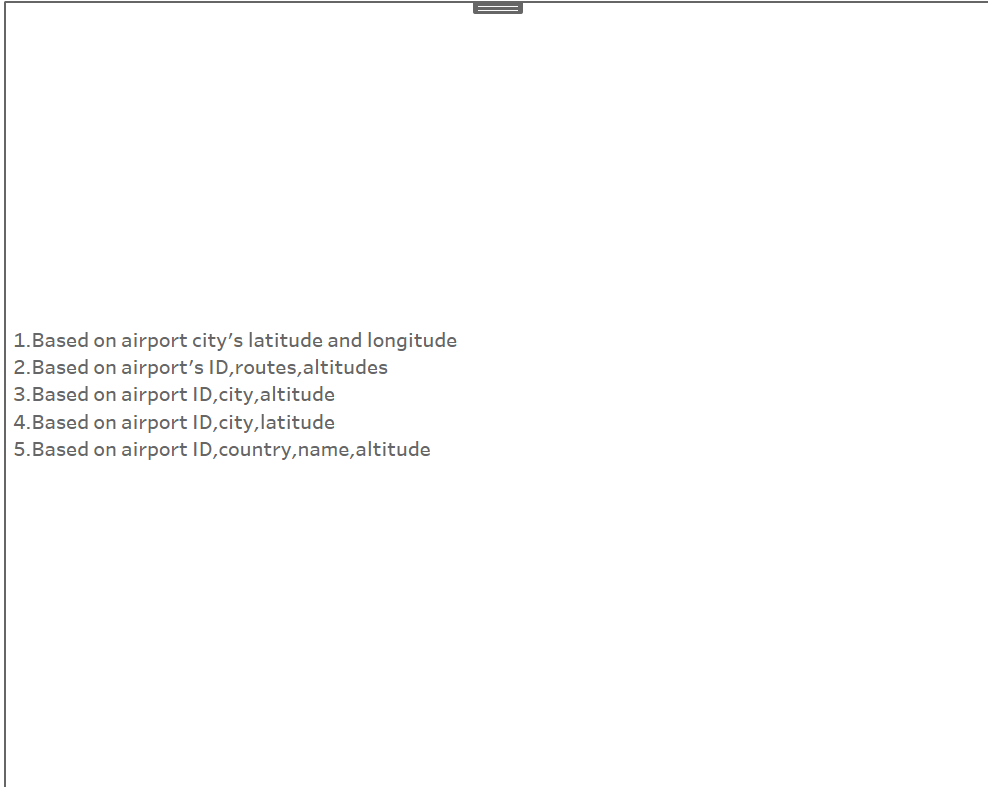 1.Based on airport city’s latitude and longitude
2.Based on airport’s ID,routes,altitudes
3.Based on airport ID,city,altitude
4.Based on airport ID,city,latitude
5.Based on airport ID,country,name,altitude